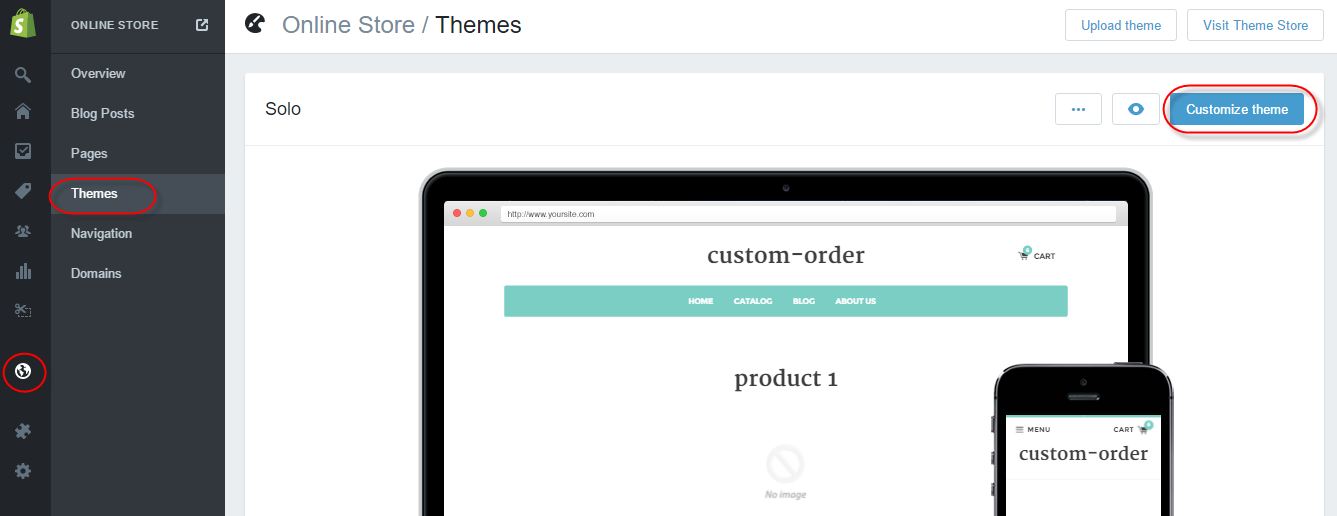 ONLINE STORE
Overview
Blog Posts
Pages
Themes
Navigation
Domains
Online Store / Themes
Upload theme
Visit Theme Store
Solo
Customize theme
http://www.yoursite.com
custom-order
0
CART
HOME CATALOG BLOG ABOUT US
product 1
No image
MENU
CART
0
custom-order